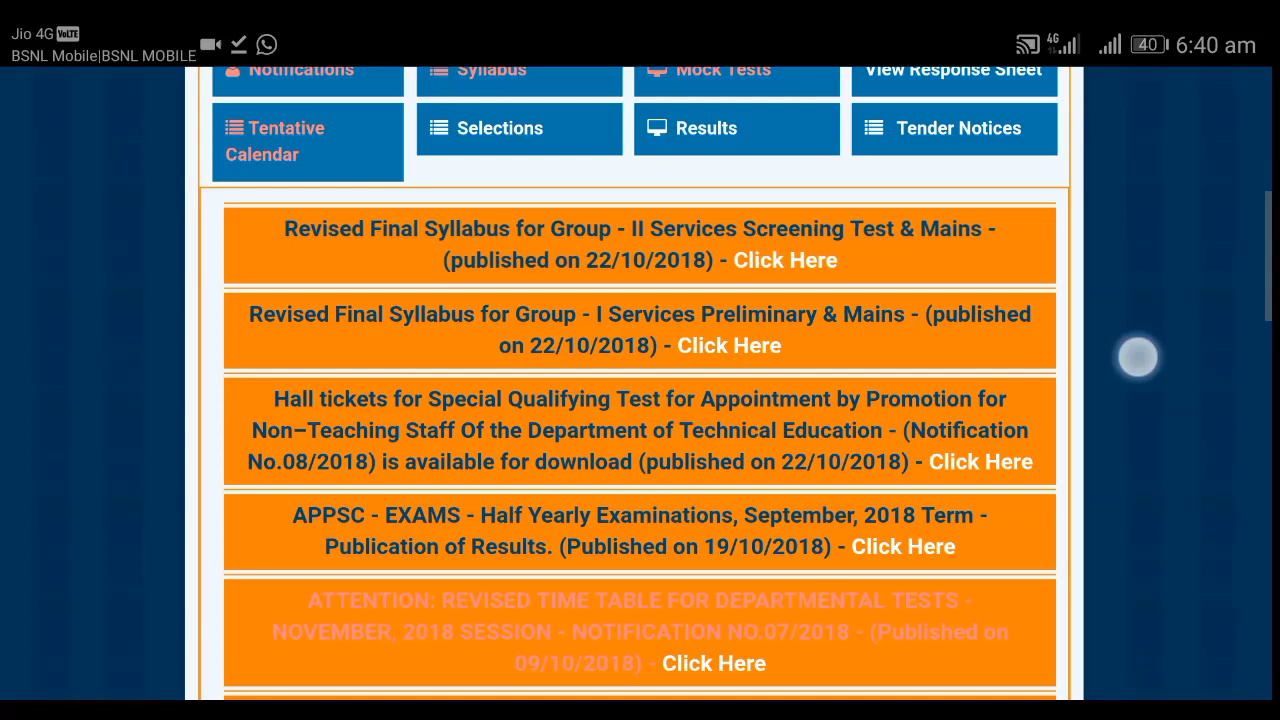 Jio 4G VoLTE
BSNL Mobile|BSNL MOBILE
4G
40
6:40 am
Notifications
Syllabus
Mock Tests
View Response Sheet
Tentative
Calendar
Selections
Results
Tender Notices
Revised Final Syllabus for Group - II Services Screening Test & Mains -
(published on 22/10/2018) - Click Here
Revised Final Syllabus for Group - I Services Preliminary & Mains - (published
on 22/10/2018) - Click Here
Hall tickets for Special Qualifying Test for Appointment by Promotion for
Non–Teaching Staff Of the Department of Technical Education - (Notification
No.08/2018) is available for download (published on 22/10/2018) - Click Here
APPSC - EXAMS - Half Yearly Examinations, September, 2018 Term -
Publication of Results. (Published on 19/10/2018) - Click Here
ATTENTION: REVISED TIME TABLE FOR DEPARTMENTAL TESTS -
NOVEMBER, 2018 SESSION - NOTIFICATION NO.07/2018 - (Published on
09/10/2018) - Click Here